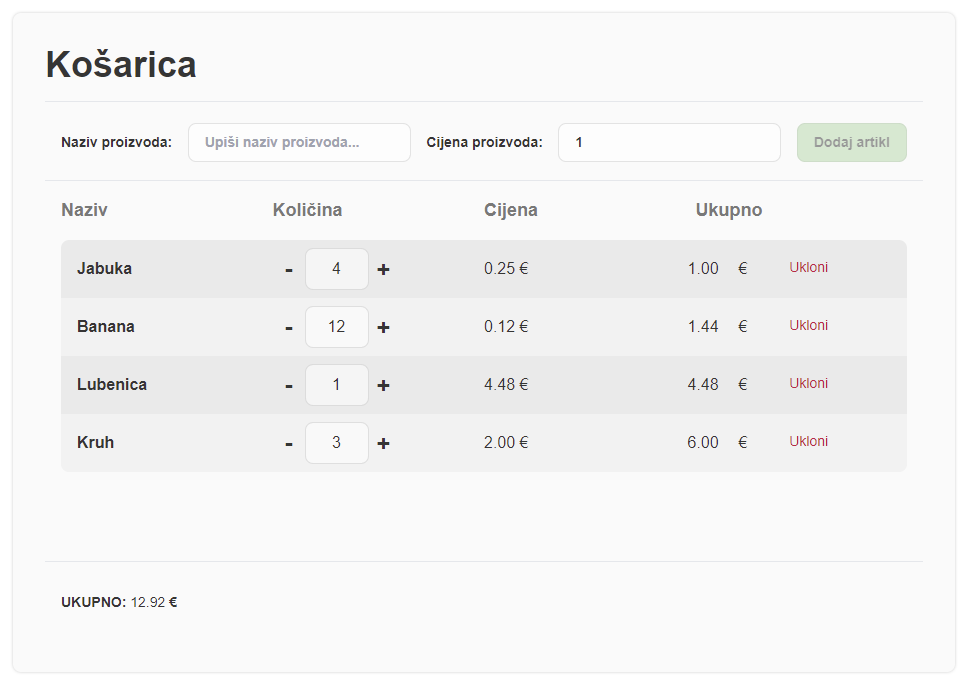 Košarica
Naziv proizvoda: Upiši naziv proizvoda... Cijena proizvoda: 1 Dodaj artikl
Naziv Količina Cijena Ukupno
Jabuka - 4 + 0.25 € 1.00 € Ukloni
Banana - 12 + 0.12 € 1.44 € Ukloni
Lubenica - 1 + 4.48 € 4.48 € Ukloni
Kruh - 3 + 2.00 € 6.00 € Ukloni
UKUPNO: 12.92 €